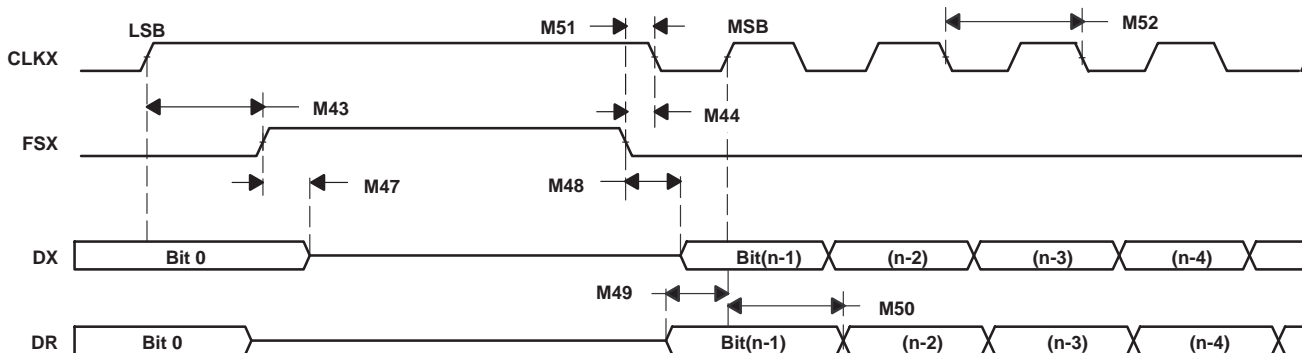 LSB M51 MSB M52
CLKX
M43 M44
FSX
M47 M48
DX Bit 0 Bit(n-1) (n-2) (n-3) (n-4)
M49 M50
DR Bit 0 Bit(n-1) (n-2) (n-3) (n-4)